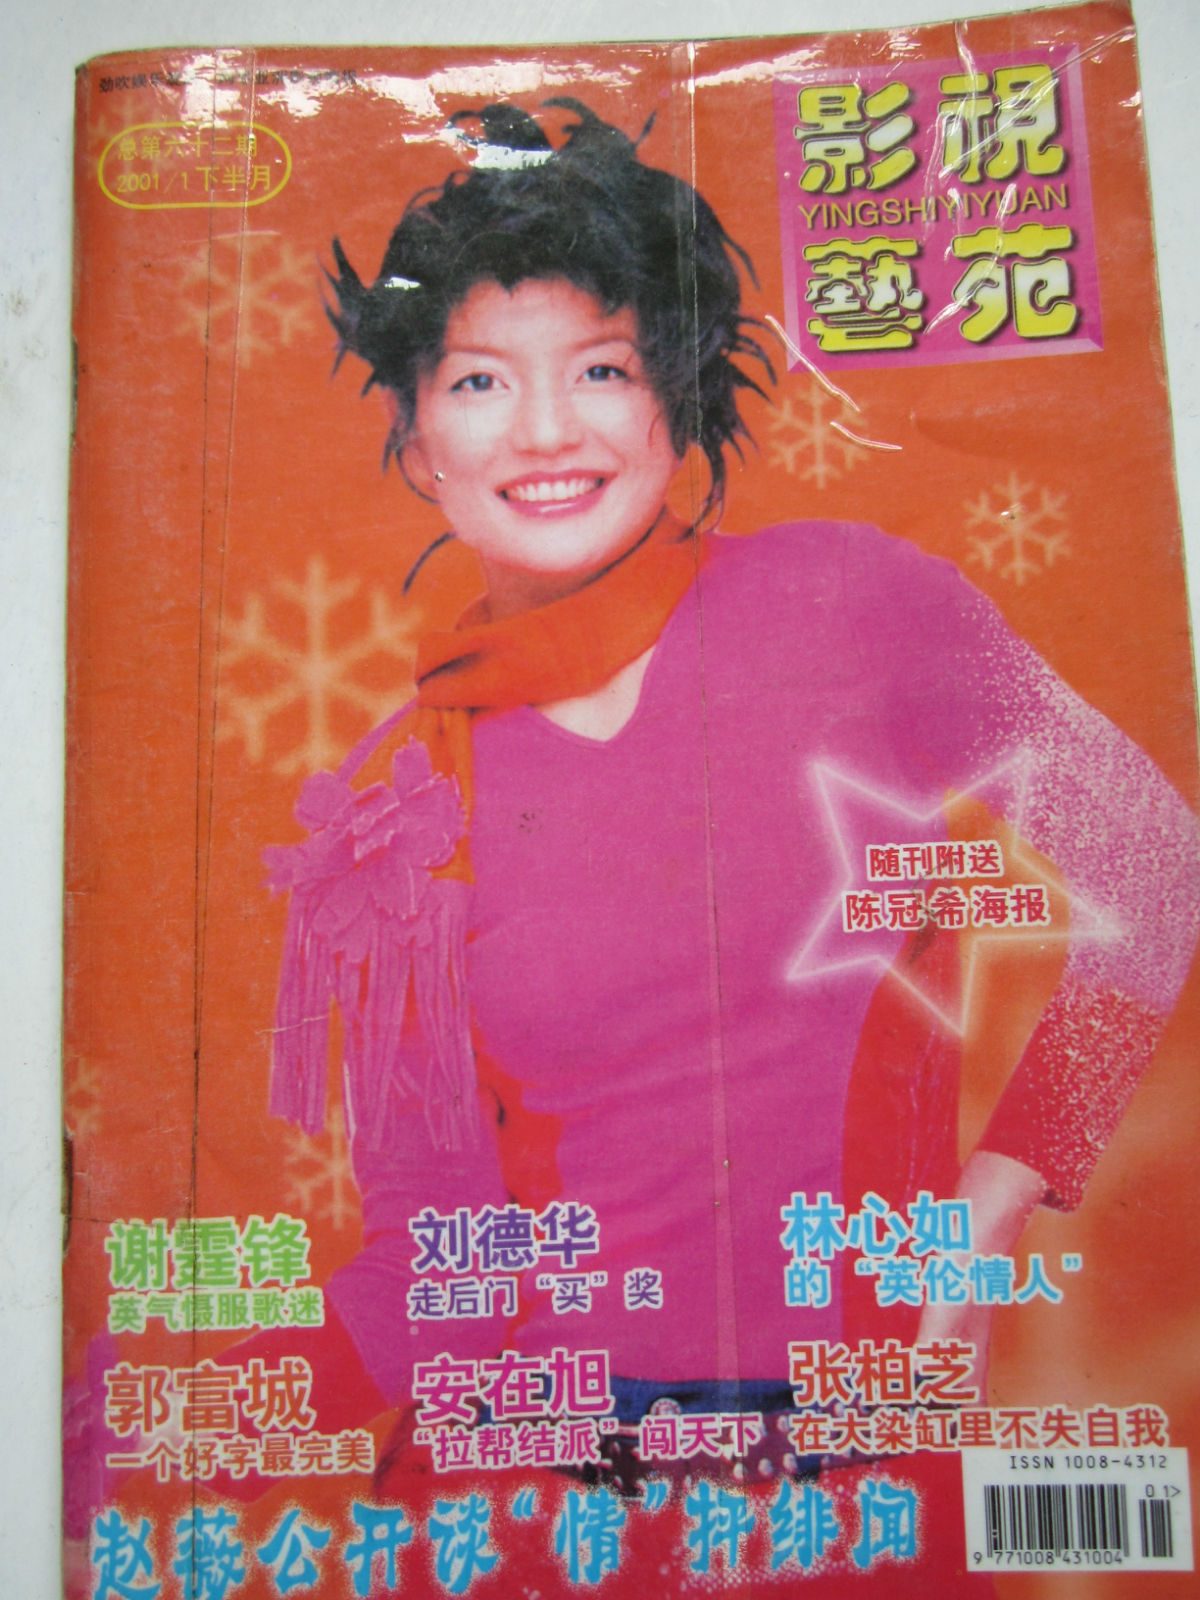 总第六十二期
2001/1下半月
影視
YINGSHIYIYUAN
藝苑
随刊附送
陈冠希海报
谢霆锋
英气慑服歌迷
刘德华
走后门“买”奖
林心如
的“英伦情人”
郭富城
一个好字最完美
安在旭
“拉帮结派”闯天下
张柏芝
在大染缸里不失自我
赵薇公开谈“情”抨绯闻
ISSN 1008-4312
01>
9 771008 431004